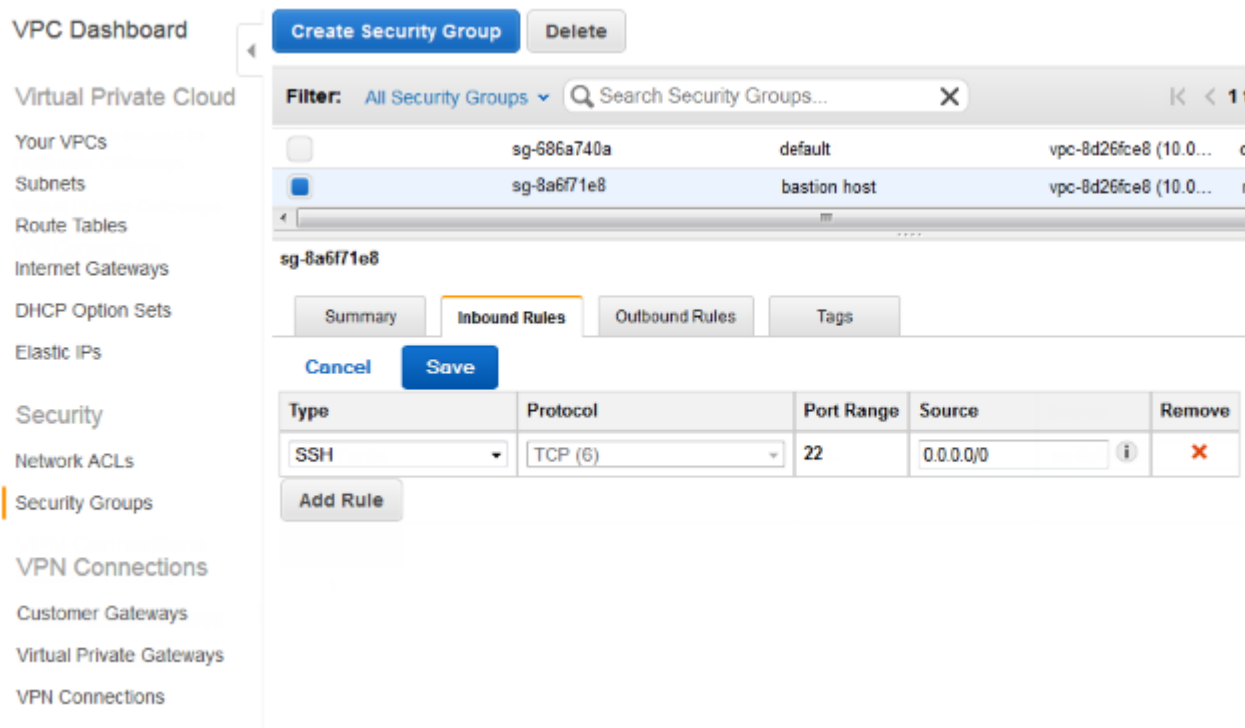 VPC Dashboard
Virtual Private Cloud
Your VPCs
Subnets
Route Tables
Internet Gateways
DHCP Option Sets
Elastic IPs
Security
Network ACLs
Security Groups
VPN Connections
Customer Gateways
Virtual Private Gateways
VPN Connections
Create Security Group Delete
Filter: All Security Groups Search Security Groups...
sg-686a740a default vpc-8d26fce8 (10.0...
sg-8a6f71e8 bastion host vpc-8d26fce8 (10.0...
sg-8a6f71e8
Summary Inbound Rules Outbound Rules Tags
Cancel Save
Type Protocol Port Range Source Remove
SSH TCP (6) 22 0.0.0.0/0
Add Rule